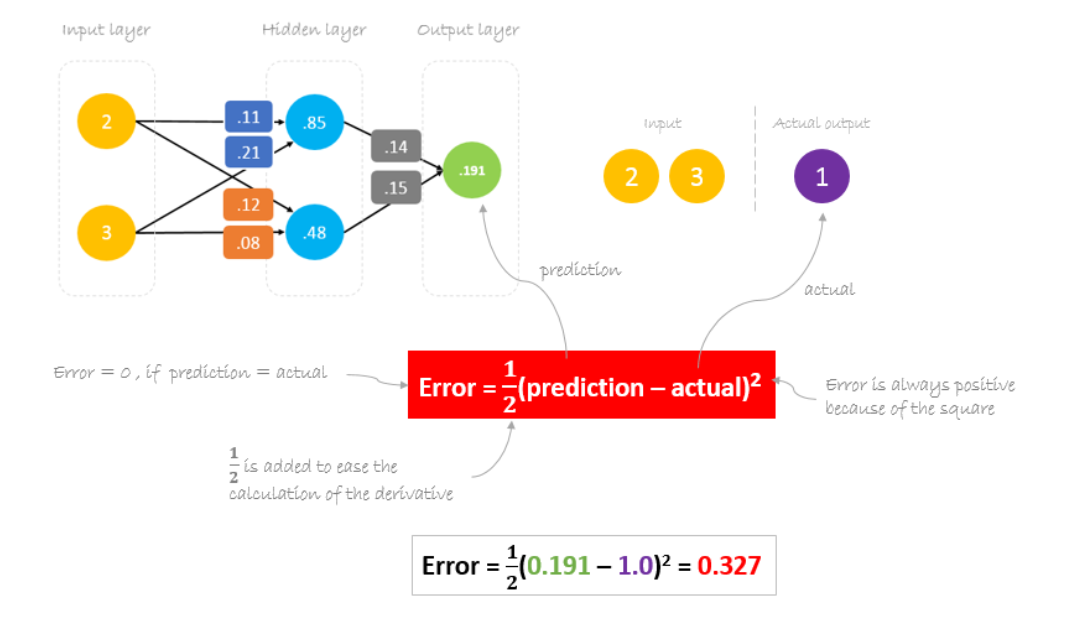 Input layer
Hidden layer
Output layer
2
3
.11
.21
.12
.08
.85
.48
.14
.15
.191
Input
Actual output
2
3
1
prediction
actual
Error = 0 , if prediction = actual
Error = 1/2(prediction – actual)²
Error is always positive
because of the square
1/2 is added to ease the
calculation of the derivative
Error = 1/2(0.191 – 1.0)² = 0.327